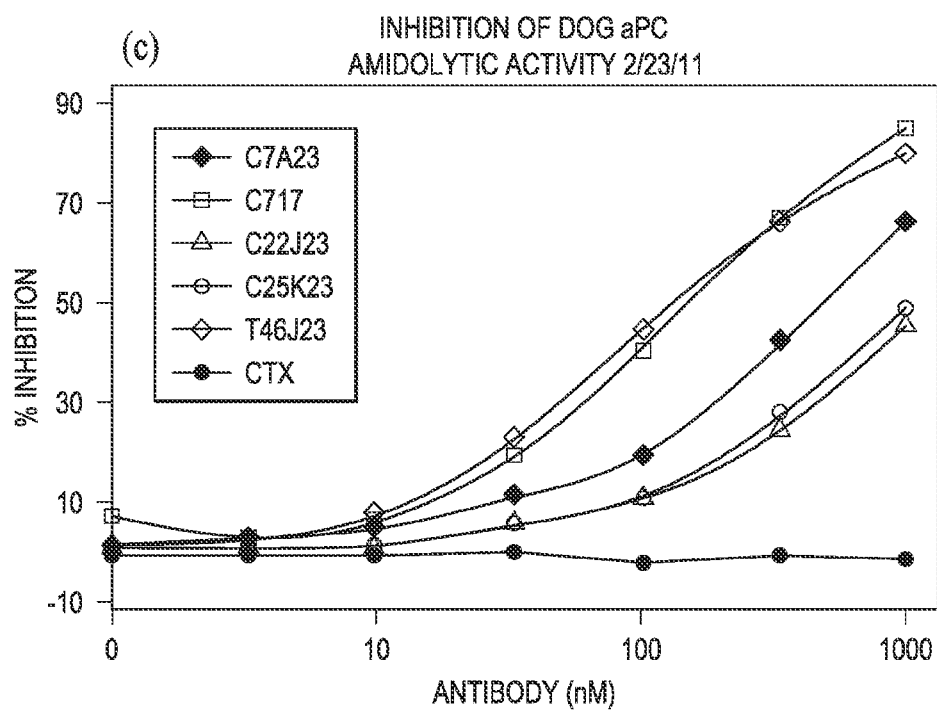 (c)
INHIBITION OF DOG aPC
AMIDOLYTIC ACTIVITY 2/23/11
90
70
50
30
10
-10
% INHIBITION
C7A23
C717
C22J23
C25K23
T46J23
CTX
0 10 100 1000
ANTIBODY (nM)